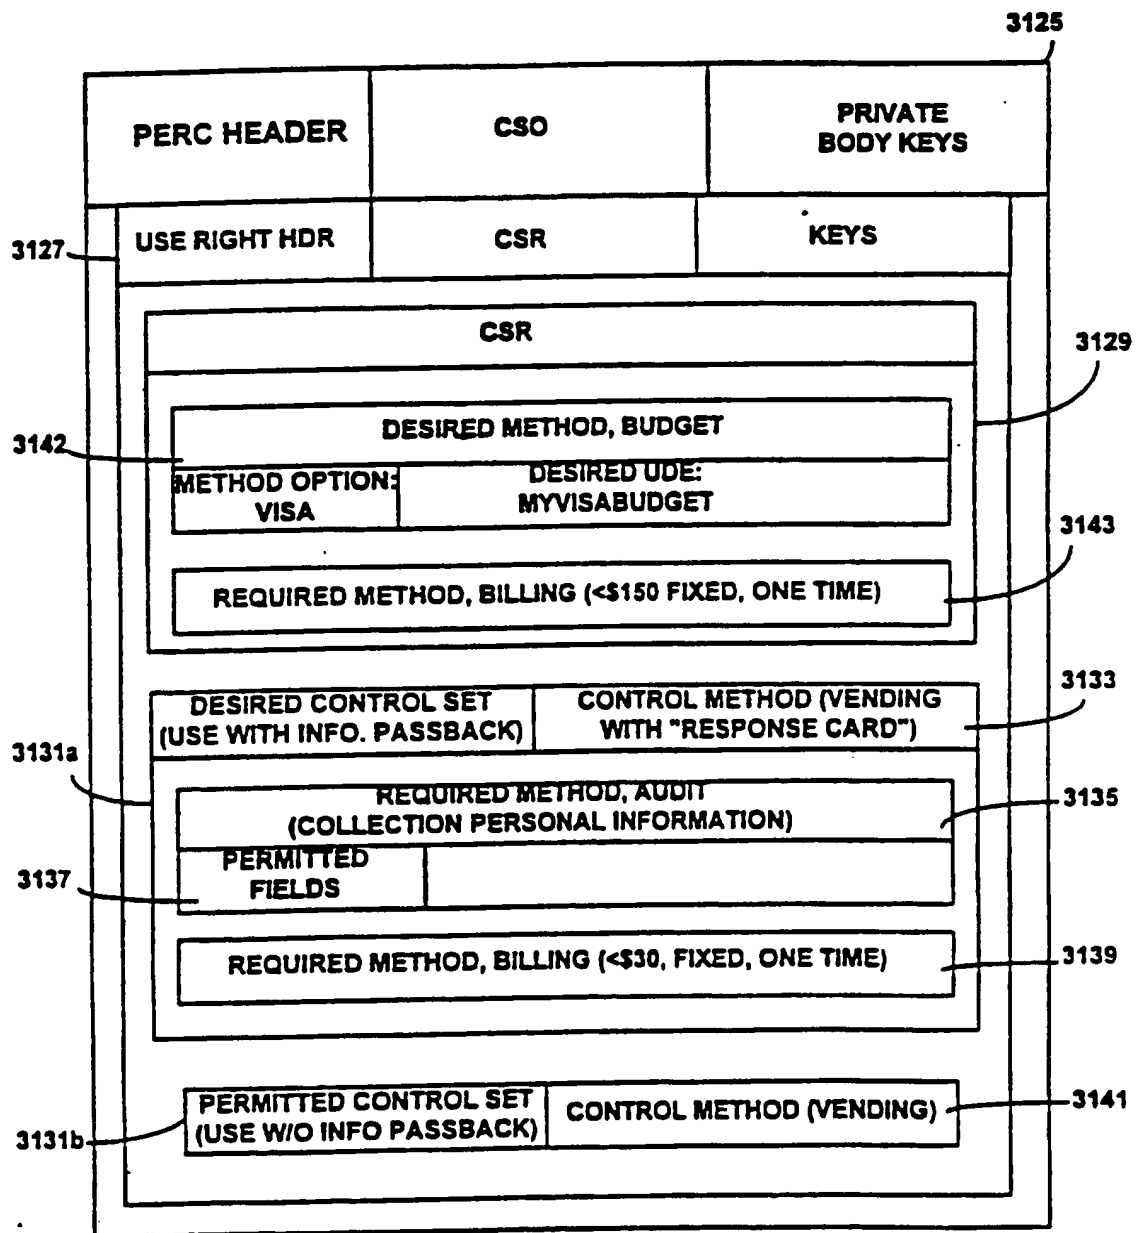 3125
PERC HEADER
CSO
PRIVATE
BODY KEYS
3127
USE RIGHT HDR
CSR
KEYS
CSR
3129
DESIRED METHOD, BUDGET
3142
METHOD OPTION:
VISA
DESIRED UDE:
MYVISABUDGET
3143
REQUIRED METHOD, BILLING (<$150 FIXED, ONE TIME)
3133
DESIRED CONTROL SET
(USE WITH INFO. PASSBACK)
CONTROL METHOD (VENDING
WITH "RESPONSE CARD")
3131a
REQUIRED METHOD, AUDIT
(COLLECTION PERSONAL INFORMATION)
3135
3137
PERMITTED
FIELDS
REQUIRED METHOD, BILLING (<$30, FIXED, ONE TIME)
3139
PERMITTED CONTROL SET
(USE W/O INFO PASSBACK)
CONTROL METHOD (VENDING)
3141
3131b